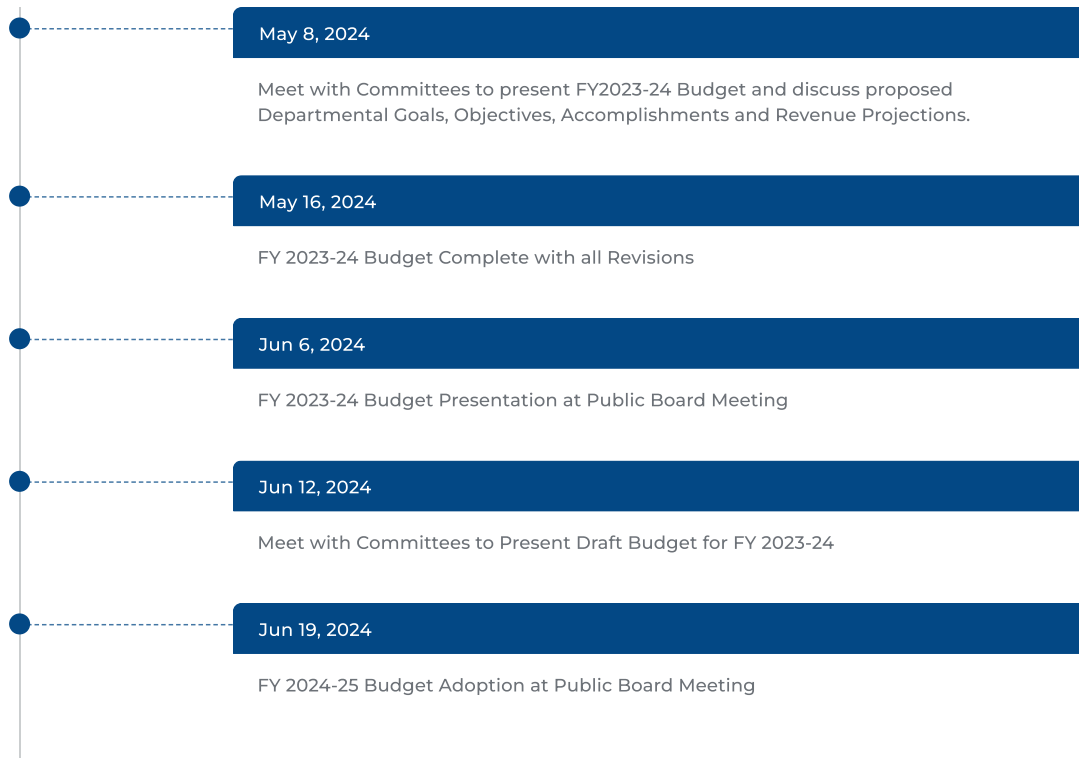 May 8, 2024
Meet with Committees to present FY2023-24 Budget and discuss proposed
Departmental Goals, Objectives, Accomplishments and Revenue Projections.
May 16, 2024
FY 2023-24 Budget Complete with all Revisions
Jun 6, 2024
FY 2023-24 Budget Presentation at Public Board Meeting
Jun 12, 2024
Meet with Committees to Present Draft Budget for FY 2023-24
Jun 19, 2024
FY 2024-25 Budget Adoption at Public Board Meeting